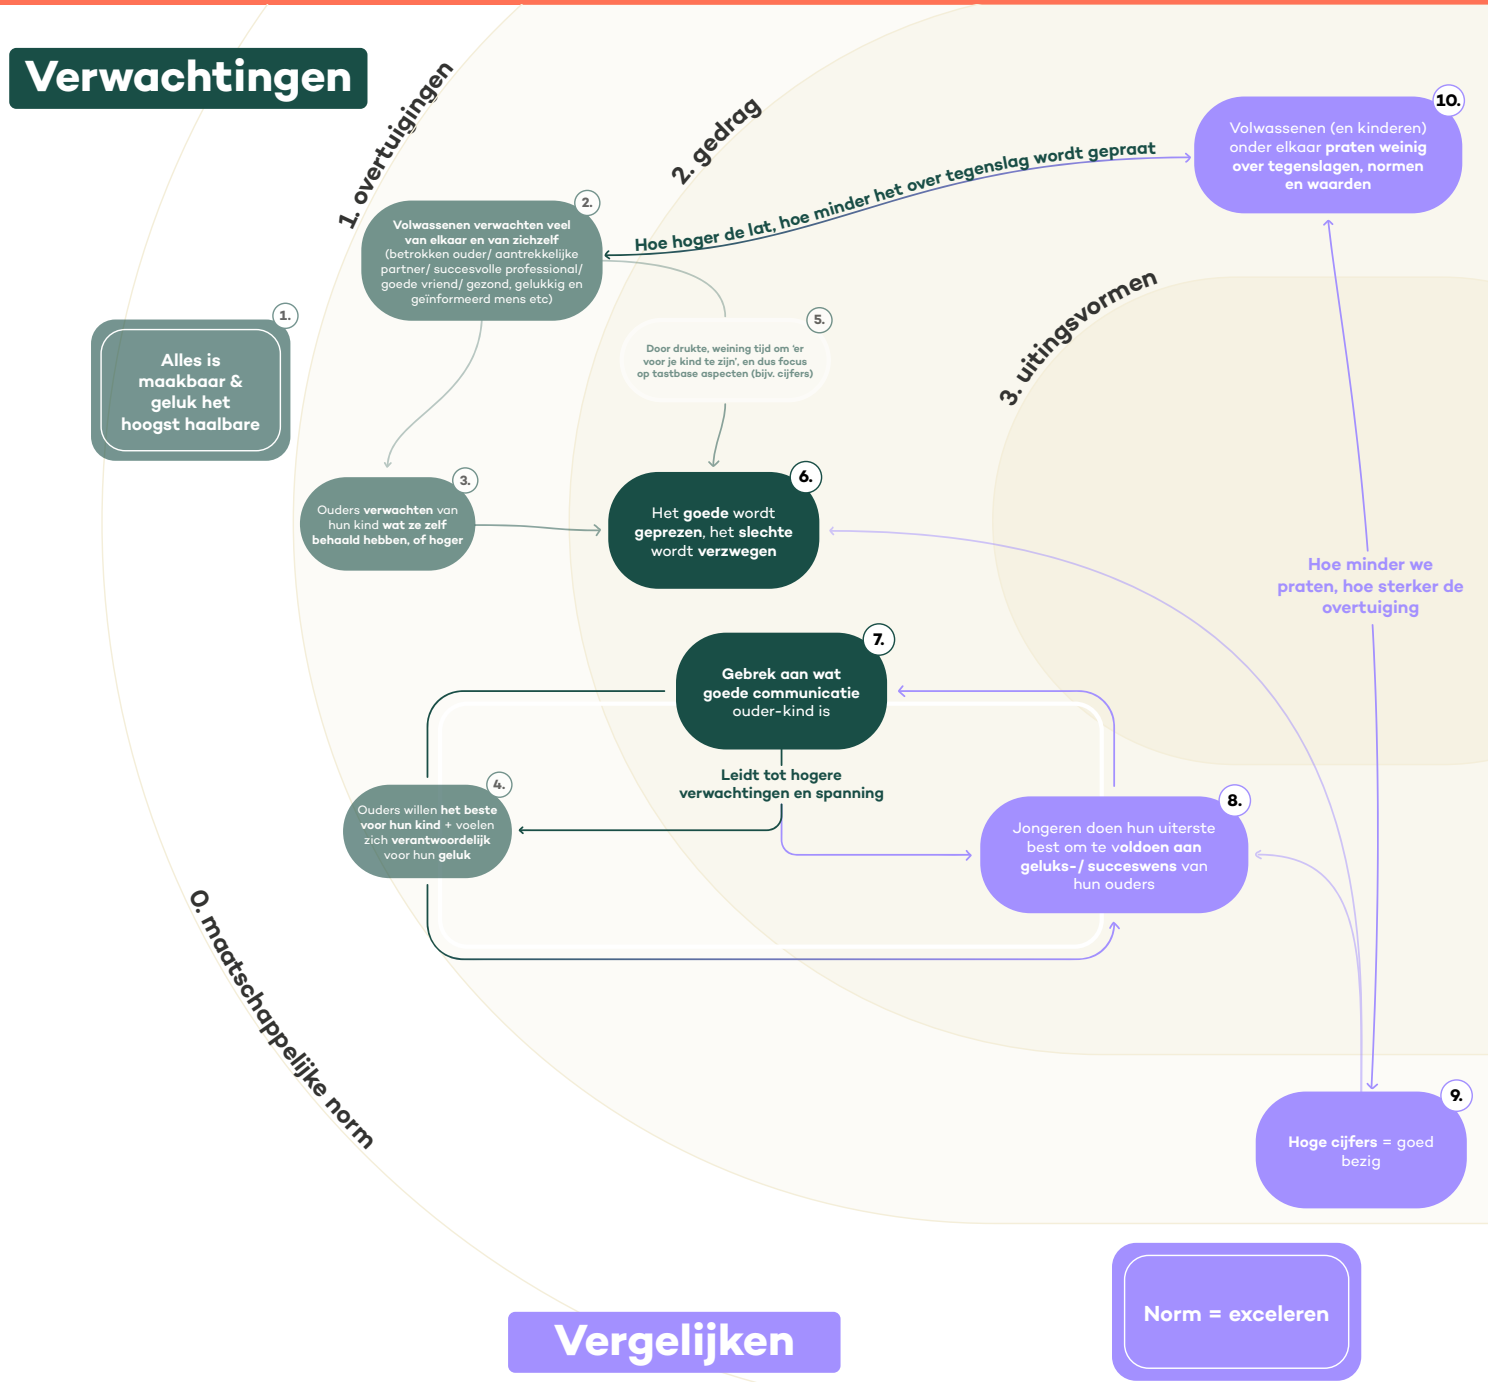 Verwachtingen
1. overtuigingen
2. gedrag
3. uitingsvormen
0. maatschappelijke norm
10.
Volwassenen (en kinderen)
onder elkaar praten weinig
over tegenslagen, normen
en waarden
Hoe hoger de lat, hoe minder het over tegenslag wordt gepraat
2.
Volwassenen verwachten veel
van elkaar en van zichzelf
(betrokken ouder/ aantrekkelijke
partner/ succesvolle professional/
goede vriend/ gezond, gelukkig en
geïnformeerd mens etc)
1.
Alles is
maakbaar &
geluk het
hoogst haalbare
5.
Door drukte, weining tijd om ‘er
voor je kind te zijn’, en dus focus
op tastbase aspecten (bijv. cijfers)
3.
Ouders verwachten van
hun kind wat ze zelf
behaald hebben, of hoger
6.
Het goede wordt
geprezen, het slechte
wordt verzwegen
Hoe minder we
praten, hoe sterker de
overtuiging
7.
Gebrek aan wat
goede communicatie
ouder-kind is
Leidt tot hogere
verwachtingen en spanning
4.
Ouders willen het beste
voor hun kind + voelen
zich verantwoordelijk
voor hun geluk
8.
Jongeren doen hun uiterste
best om te voldoen aan
geluks-/ succeswens van
hun ouders
9.
Hoge cijfers = goed
bezig
Norm = exceleren
Vergelijken